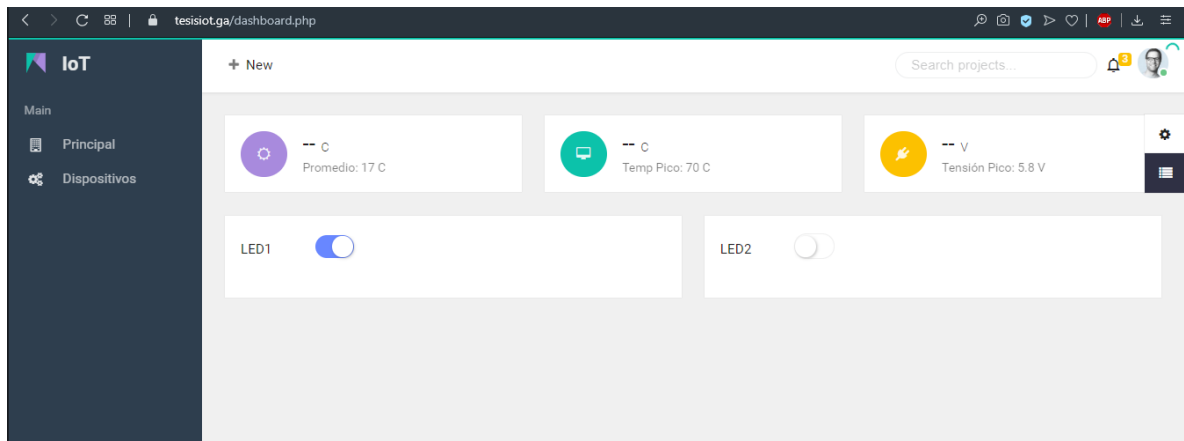 tesisiot.ga/dashboard.php
ABP
IoT
+ New
Search projects...
3
Main
Principal
Dispositivos
-- C
Promedio: 17 C
-- C
Temp Pico: 70 C
-- V
Tensión Pico: 5.8 V
LED1
LED2